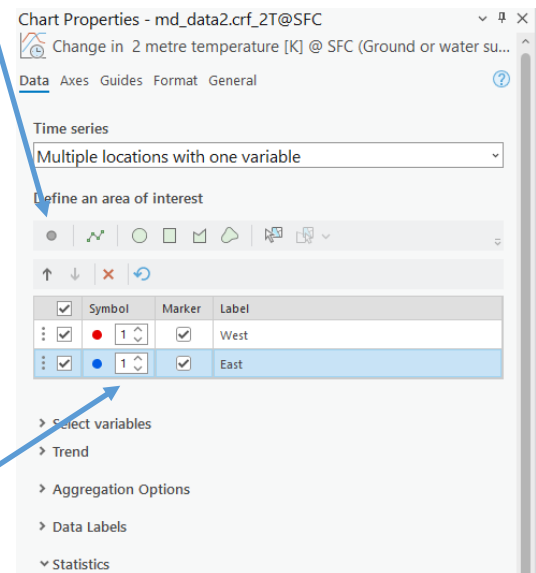 Chart Properties - md_data2.crf_2T@SFC
Change in 2 metre temperature [K] @ SFC (Ground or water su...
Data Axes Guides Format General
Time series
Multiple locations with one variable
Define an area of interest
Symbol Marker Label
1 West
1 East
Select variables
Trend
Aggregation Options
Data Labels
Statistics